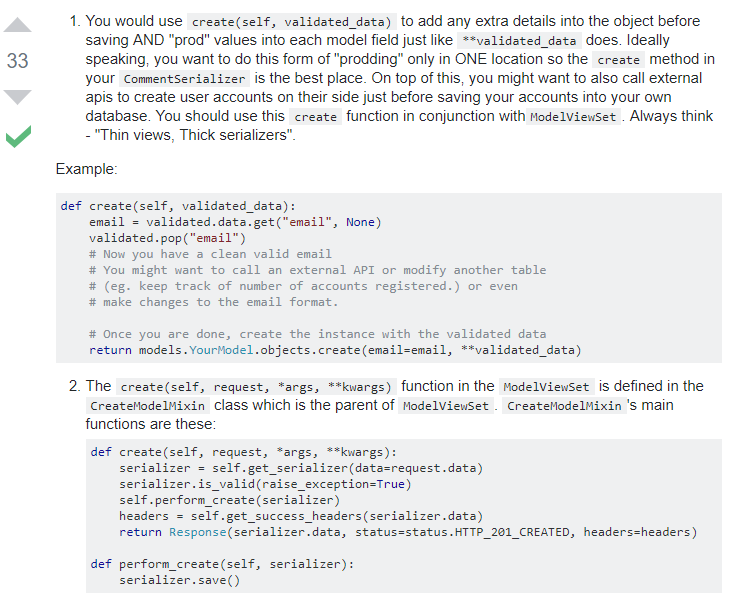 1. You would use create(self, validated_data) to add any extra details into the object before
saving AND "prod" values into each model field just like **validated_data does. Ideally
33
speaking, you want to do this form of "prodding" only in ONE location so the create method in
your CommentSerializer is the best place. On top of this, you might want to also call external
apis to create user accounts on their side just before saving your accounts into your own
database. You should use this create function in conjunction with ModelViewSet. Always think
- "Thin views, Thick serializers".
Example:
def create(self, validated_data):
    email = validated.data.get("email", None)
    validated.pop("email")
    # Now you have a clean valid email
    # You might want to call an external API or modify another table
    # (eg. keep track of number of accounts registered.) or even
    # make changes to the email format.
    # Once you are done, create the instance with the validated data
    return models.YourModel.objects.create(email=email, **validated_data)
2. The create(self, request, *args, **kwargs) function in the ModelViewSet is defined in the
CreateModelMixin class which is the parent of ModelViewSet. CreateModelMixin's main
functions are these:
def create(self, request, *args, **kwargs):
    serializer = self.get_serializer(data=request.data)
    serializer.is_valid(raise_exception=True)
    self.perform_create(serializer)
    headers = self.get_success_headers(serializer.data)
    return Response(serializer.data, status=status.HTTP_201_CREATED, headers=headers)
def perform_create(self, serializer):
    serializer.save()